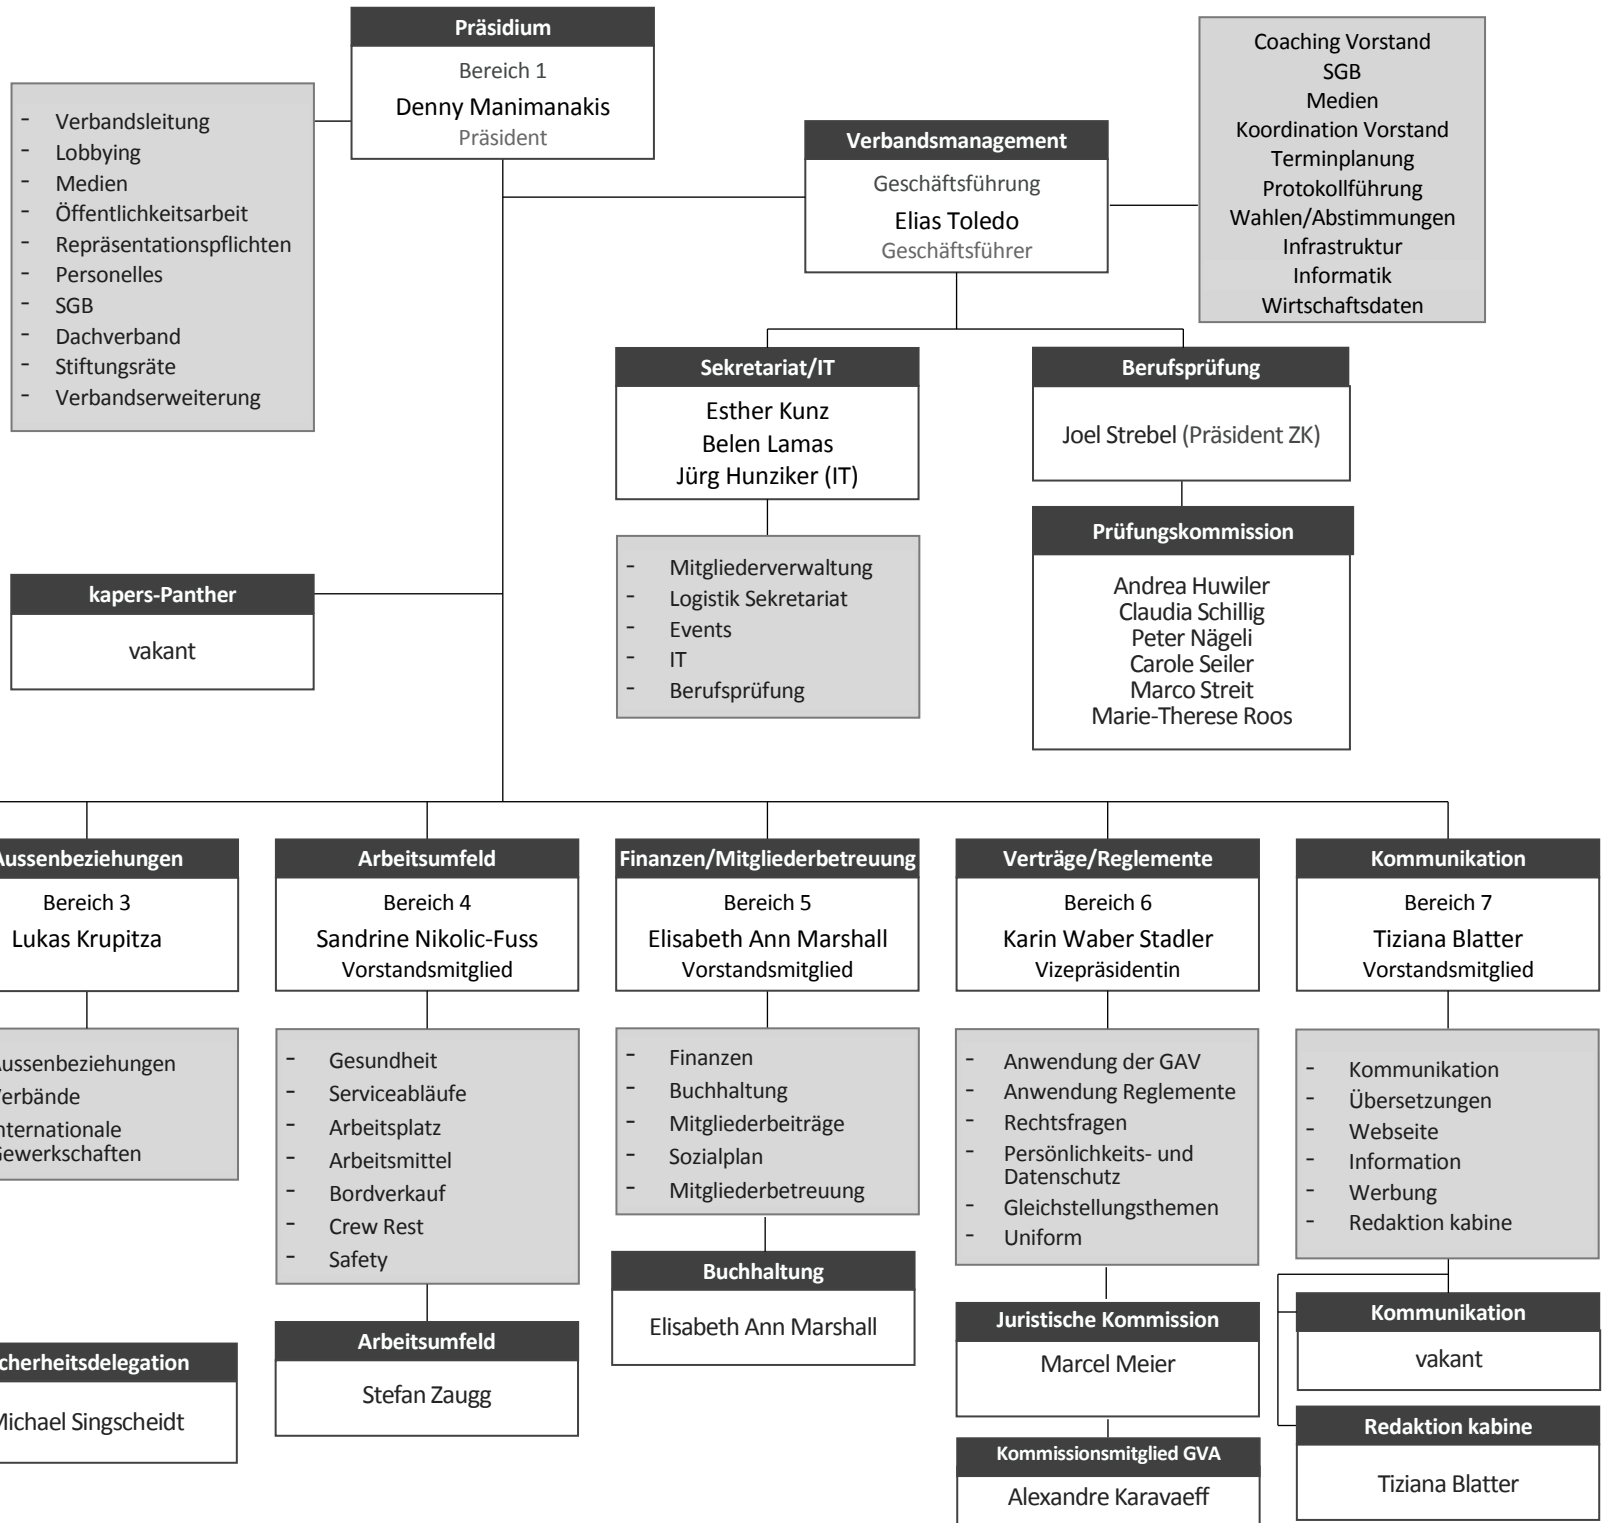 Präsidium
Bereich 1
Denny Manimanakis
Präsident
- Verbandsleitung
- Lobbying
- Medien
- Öffentlichkeitsarbeit
- Repräsentationspflichten
- Personelles
- SGB
- Dachverband
- Stiftungsräte
- Verbandserweiterung
Verbandsmanagement
Geschäftsführung
Elias Toledo
Geschäftsführer
Coaching Vorstand
SGB
Medien
Koordination Vorstand
Terminplanung
Protokollführung
Wahlen/Abstimmungen
Infrastruktur
Informatik
Wirtschaftsdaten
Sekretariat/IT
Esther Kunz
Belen Lamas
Jürg Hunziker (IT)
- Mitgliederverwaltung
- Logistik Sekretariat
- Events
- IT
- Berufsprüfung
Berufsprüfung
Joel Strebel (Präsident ZK)
Prüfungskommission
Andrea Huwiler
Claudia Schillig
Peter Nägeli
Carole Seiler
Marco Streit
Marie-Therese Roos
kapers-Panther
vakant
Aussenbeziehungen
Bereich 3
Lukas Krupitza
Aussenbeziehungen
Verbände
nternationale
Gewerkschaften
cherheitsdelegation
Michael Singscheidt
Arbeitsumfeld
Bereich 4
Sandrine Nikolic-Fuss
Vorstandsmitglied
- Gesundheit
- Serviceabläufe
- Arbeitsplatz
- Arbeitsmittel
- Bordverkauf
- Crew Rest
- Safety
Arbeitsumfeld
Stefan Zaugg
Finanzen/Mitgliederbetreuung
Bereich 5
Elisabeth Ann Marshall
Vorstandsmitglied
- Finanzen
- Buchhaltung
- Mitgliederbeiträge
- Sozialplan
- Mitgliederbetreuung
Buchhaltung
Elisabeth Ann Marshall
Verträge/Reglemente
Bereich 6
Karin Waber Stadler
Vizepräsidentin
- Anwendung der GAV
- Anwendung Reglemente
- Rechtsfragen
- Persönlichkeits- und
Datenschutz
- Gleichstellungsthemen
- Uniform
Juristische Kommission
Marcel Meier
Kommissionsmitglied GVA
Alexandre Karavaeff
Kommunikation
Bereich 7
Tiziana Blatter
Vorstandsmitglied
- Kommunikation
- Übersetzungen
- Webseite
- Information
- Werbung
- Redaktion kabine
Kommunikation
vakant
Redaktion kabine
Tiziana Blatter